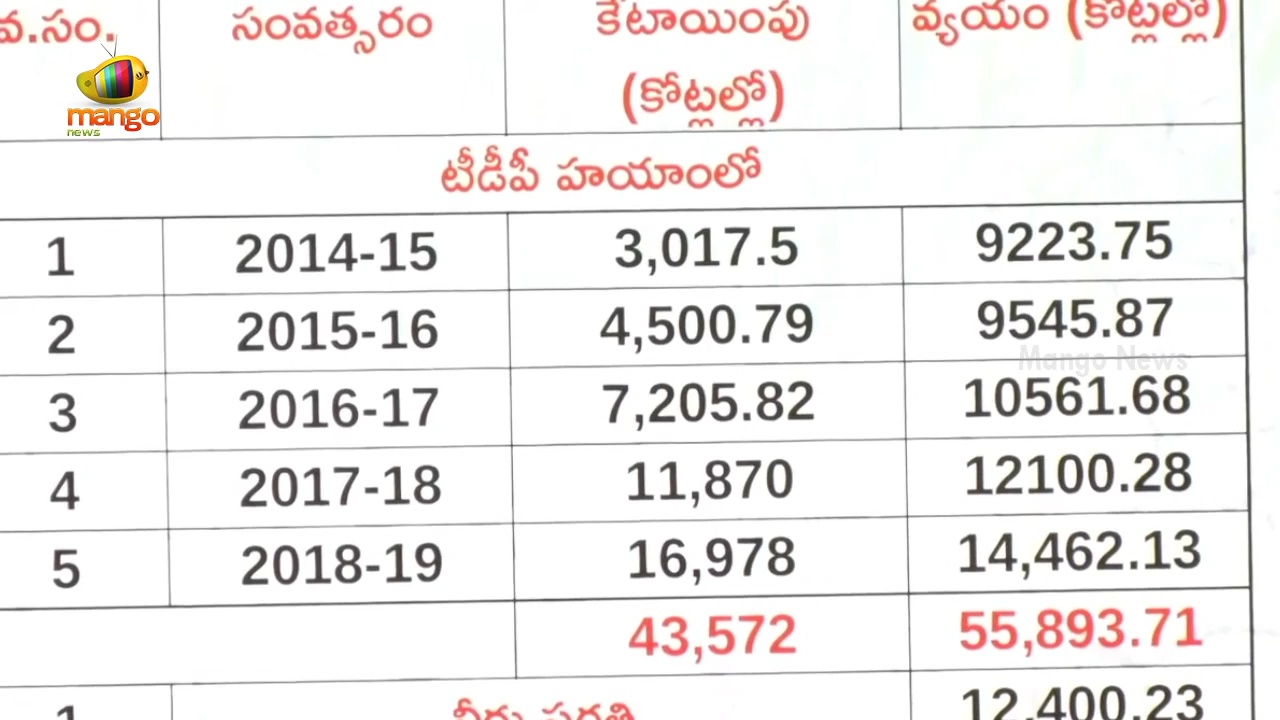 వ.సం. సంవత్సరం కేటాయింపు వ్యయం (కోట్లల్లో)
(కోట్లల్లో)
mango
news
టీడీపీ హయాంలో
1 2014-15 3,017.5 9223.75
2 2015-16 4,500.79 9545.87
Mango News
3 2016-17 7,205.82 10561.68
4 2017-18 11,870 12100.28
5 2018-19 16,978 14,462.13
43,572 55,893.71
1 12,400.23